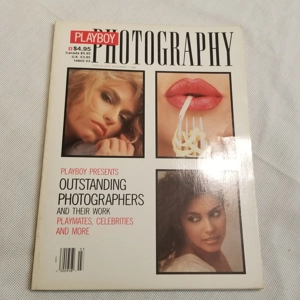 PLAYBOY
$4.95
PHOTOGRAPHY
PLAYBOY PRESENTS
OUTSTANDING
PHOTOGRAPHERS
AND THEIR WORK
PLAYMATES, CELEBRITIES
AND MORE